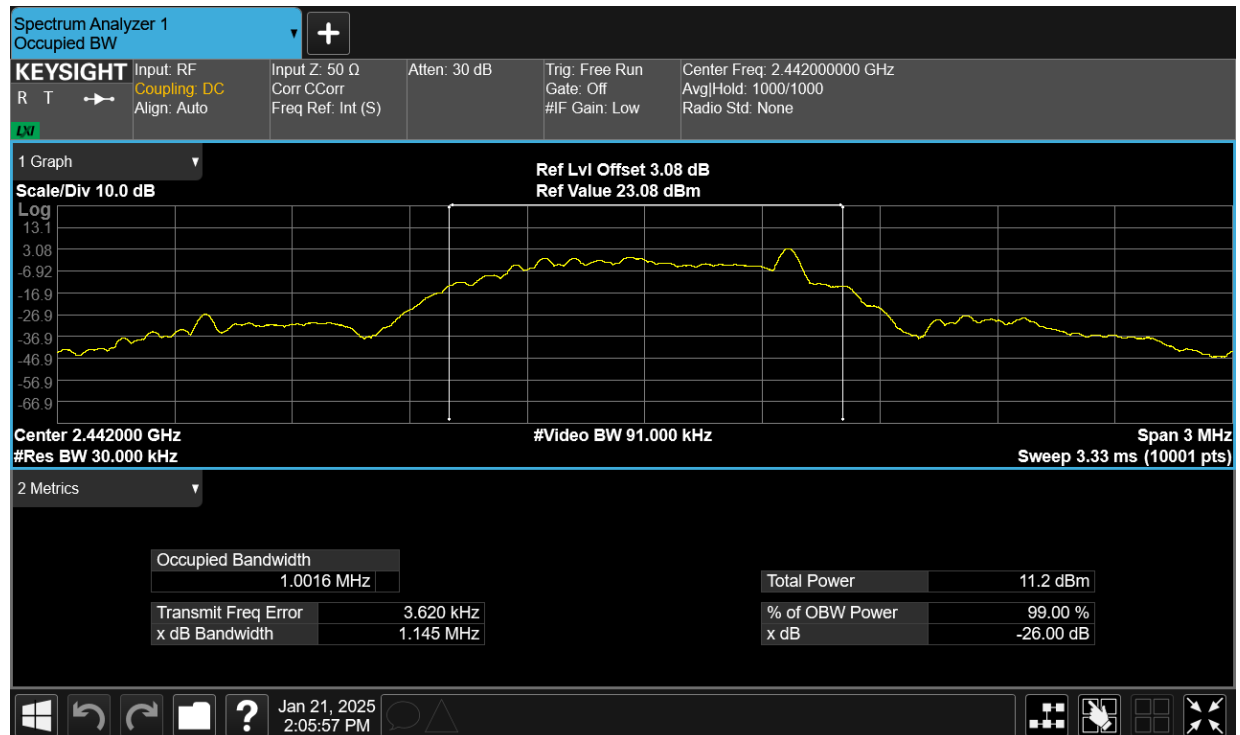 Spectrum Analyzer 1
Occupied BW
KEYSIGHT
R T
LXI
Input: RF
Coupling: DC
Align: Auto
Input Z: 50 Ω
Corr CCorr
Freq Ref: Int (S)
Atten: 30 dB
Trig: Free Run
Gate: Off
#IF Gain: Low
Center Freq: 2.442000000 GHz
Avg|Hold: 1000/1000
Radio Std: None
1 Graph
Scale/Div 10.0 dB
Ref Lvl Offset 3.08 dB
Ref Value 23.08 dBm
Log
13.1
3.08
-6.92
-16.9
-26.9
-36.9
-46.9
-56.9
-66.9
Center 2.442000 GHz
#Res BW 30.000 kHz
#Video BW 91.000 kHz
Span 3 MHz
Sweep 3.33 ms (10001 pts)
2 Metrics
Occupied Bandwidth
1.0016 MHz
Transmit Freq Error 3.620 kHz
x dB Bandwidth 1.145 MHz
Total Power 11.2 dBm
% of OBW Power 99.00 %
x dB -26.00 dB
?
Jan 21, 2025
2:05:57 PM